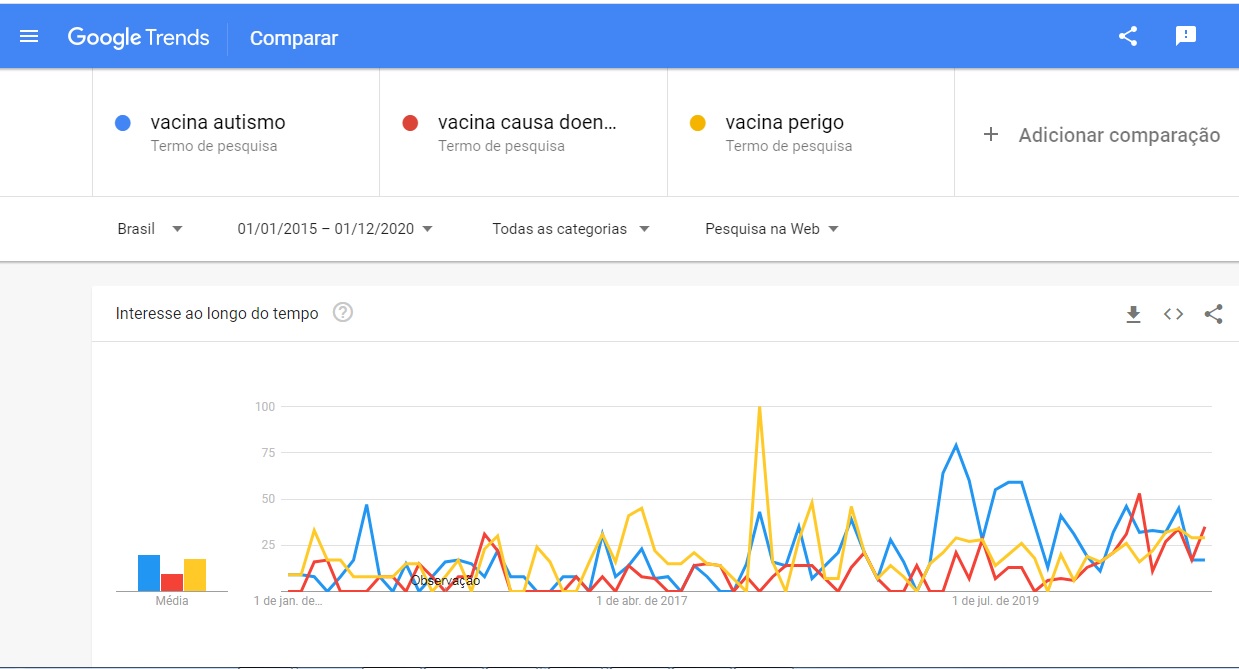 Google Trends Comparar
vacina autismo
Termo de pesquisa
vacina causa doen...
Termo de pesquisa
vacina perigo
Termo de pesquisa
+ Adicionar comparação
Brasil 01/01/2015 – 01/12/2020 Todas as categorias Pesquisa na Web
Interesse ao longo do tempo ?
100
75
50
25
Observação
Média
1 de jan. de... 1 de abr. de 2017 1 de jul. de 2019